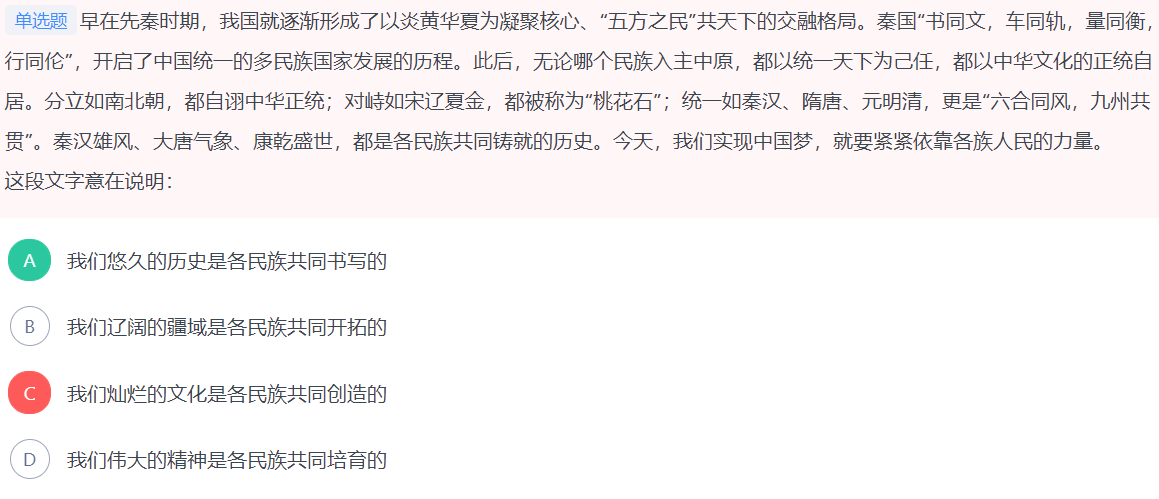 单选题 早在先秦时期，我国就逐渐形成了以炎黄华夏为凝聚核心、“五方之民”共天下的交融格局。秦国“书同文，车同轨，量同衡，
行同伦”，开启了中国统一的多民族国家发展的历程。此后，无论哪个民族入主中原，都以统一天下为己任，都以中华文化的正统自
居。分立如南北朝，都自诩中华正统；对峙如宋辽夏金，都被称为“桃花石”；统一如秦汉、隋唐、元明清，更是“六合同风，九州共
贯”。秦汉雄风、大唐气象、康乾盛世，都是各民族共同铸就的历史。今天，我们实现中国梦，就要紧紧依靠各族人民的力量。
这段文字意在说明：
A 我们悠久的历史是各民族共同书写的
B 我们辽阔的疆域是各民族共同开拓的
C 我们灿烂的文化是各民族共同创造的
D 我们伟大的精神是各民族共同培育的